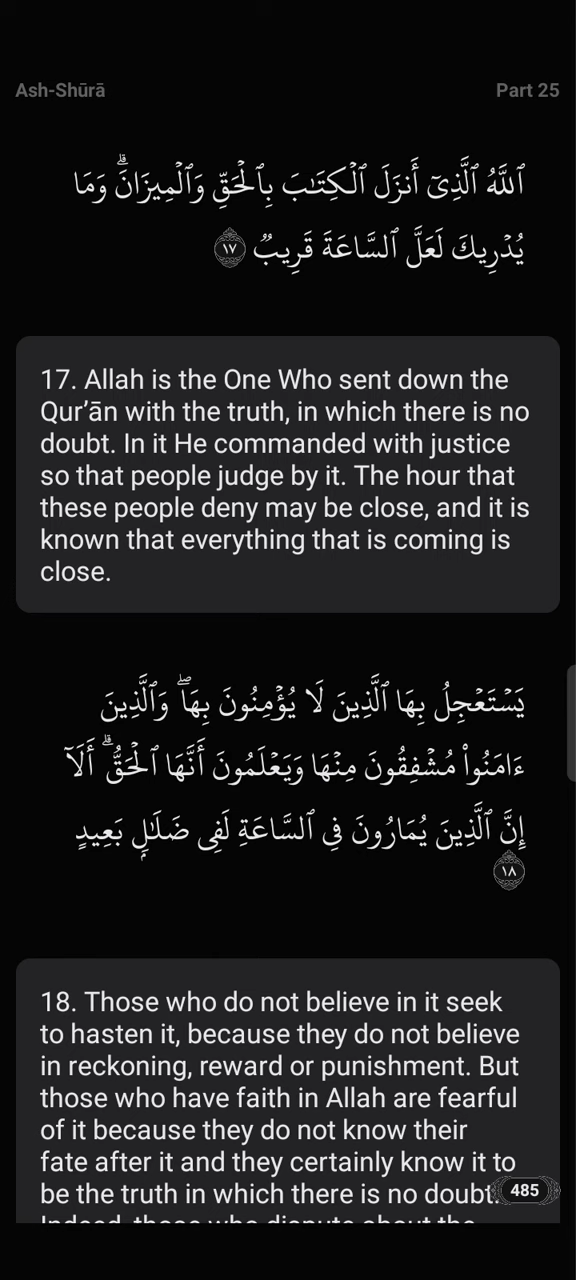 Ash-Shūrā
Part 25
ٱللَّهُ ٱلَّذِيٓ أَنزَلَ ٱلْكِتَـٰبَ بِٱلْحَقِّ وَٱلْمِيزَانَ ۗ وَمَا
يُدْرِيكَ لَعَلَّ ٱلسَّاعَةَ قَرِيبٌ ١٧
17. Allah is the One Who sent down the
Qur’ān with the truth, in which there is no
doubt. In it He commanded with justice
so that people judge by it. The hour that
these people deny may be close, and it is
known that everything that is coming is
close.
يَسْتَعْجِلُ بِهَا ٱلَّذِينَ لَا يُؤْمِنُونَ بِهَا ۖ وَٱلَّذِينَ
ءَامَنُوا۟ مُشْفِقُونَ مِنْهَا وَيَعْلَمُونَ أَنَّهَا ٱلْحَقُّ ۗ أَلَآ
إِنَّ ٱلَّذِينَ يُمَارُونَ فِى ٱلسَّاعَةِ لَفِى ضَلَـٰلٍۭ بَعِيدٍ
١٨
18. Those who do not believe in it seek
to hasten it, because they do not believe
in reckoning, reward or punishment. But
those who have faith in Allah are fearful
of it because they do not know their
fate after it and they certainly know it to
be the truth in which there is no doubt.
485
Indeed, those who dispute about the